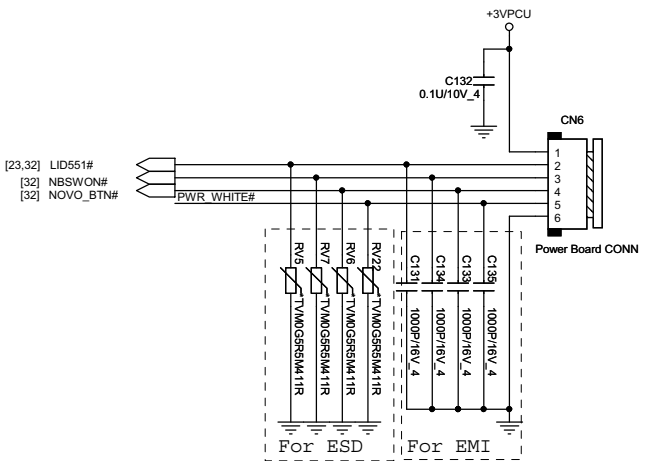 +3VPCU
C132
0.1U/10V_4
CN6
1
2
3
4
5
6
Power Board CONN
[23,32] LID551#
[32] NBSWON#
[32] NOVO_BTN#
PWR_WHITE#
RV5
TVM0G5R5M411R
RV7
TVM0G5R5M411R
RV6
TVM0G5R5M411R
RV22
TVM0G5R5M411R
C131
1000P/16V_4
C134
1000P/16V_4
C133
1000P/16V_4
C135
1000P/16V_4
For ESD
For EMI